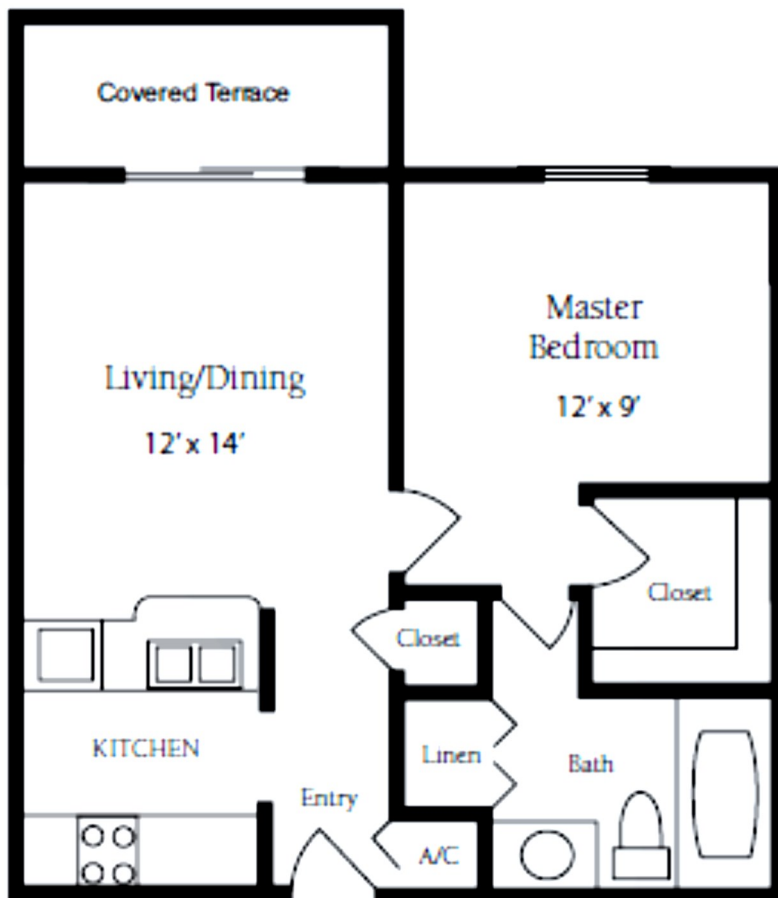 Covered Terrace
Master
Bedroom
12' x 9'
Living/Dining
12' x 14'
Closet
Closet
KITCHEN
Linen
Bath
Entry
A/C